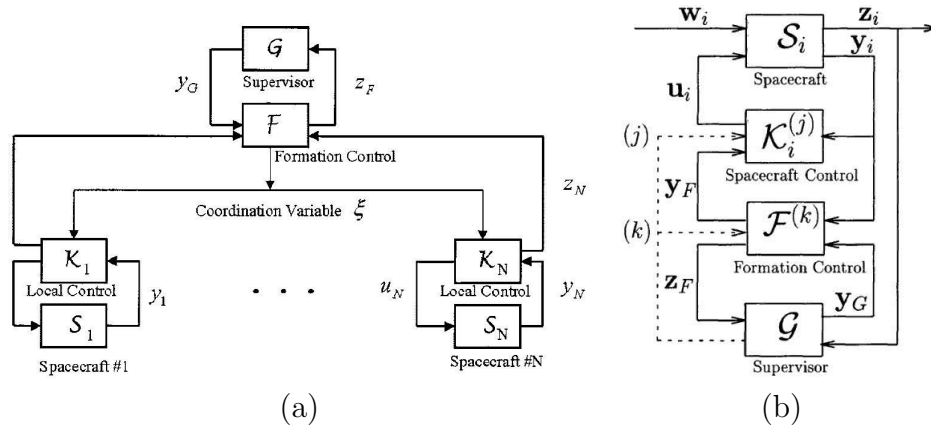 G
Supervisor
y_G
z_F
F
Formation Control
z_N
Coordination Variable ξ
K_1
Local Control
y_1
S_1
Spacecraft #1
. . .
K_N
Local Control
u_N
y_N
S_N
Spacecraft #N
(a)
w_i
z_i
S_i
y_i
Spacecraft
u_i
(j)
K_i^{(j)}
Spacecraft Control
y_F
(k)
F^{(k)}
Formation Control
z_F
y_G
G
Supervisor
(b)